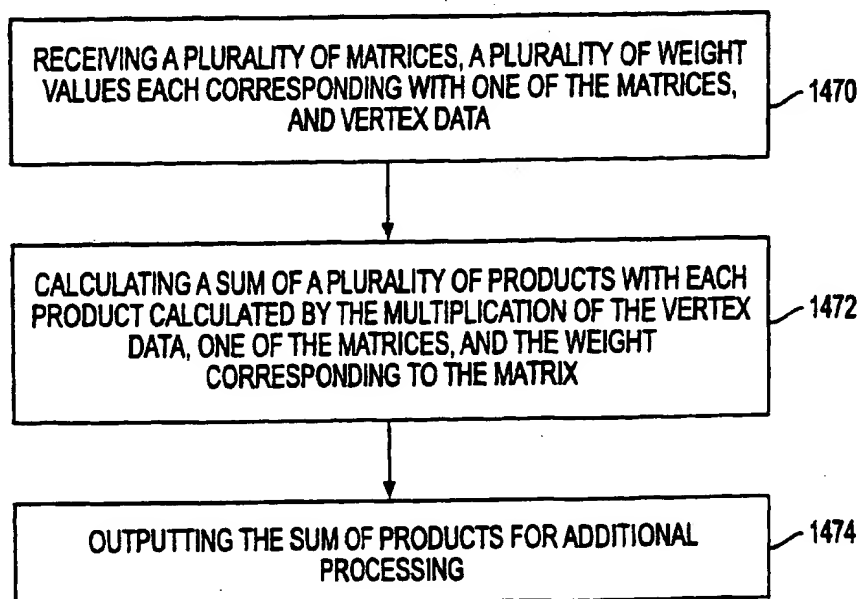 RECEIVING A PLURALITY OF MATRICES, A PLURALITY OF WEIGHT
VALUES EACH CORRESPONDING WITH ONE OF THE MATRICES,
AND VERTEX DATA
1470
CALCULATING A SUM OF A PLURALITY OF PRODUCTS WITH EACH
PRODUCT CALCULATED BY THE MULTIPLICATION OF THE VERTEX
DATA, ONE OF THE MATRICES, AND THE WEIGHT
CORRESPONDING TO THE MATRIX
1472
OUTPUTTING THE SUM OF PRODUCTS FOR ADDITIONAL
PROCESSING
1474